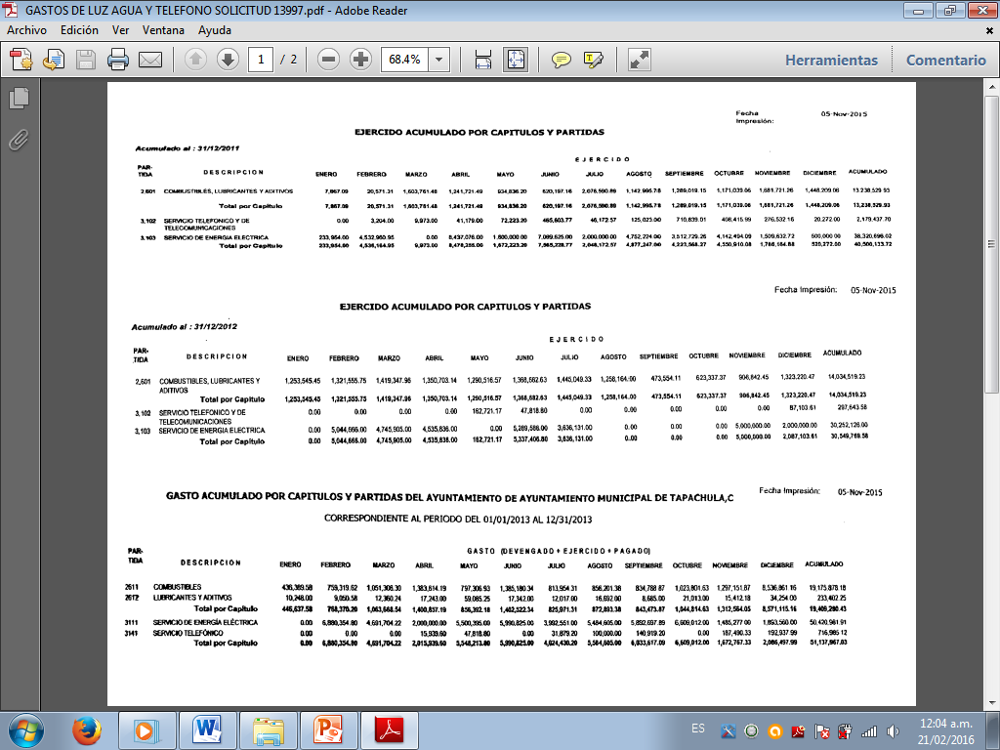 GASTOS DE LUZ AGUA Y TELEFONO SOLICITUD 13997.pdf - Adobe Reader
Archivo Edición Ver Ventana Ayuda
1 / 2 68.4% Herramientas Comentario
Fecha Impresión: 05-Nov-2015
EJERCIDO ACUMULADO POR CAPITULOS Y PARTIDAS
Acumulado al : 31/12/2011
E J E R C I D O
PAR-TIDA DESCRIPCION ENERO FEBRERO MARZO ABRIL MAYO JUNIO JULIO AGOSTO SEPTIEMBRE OCTUBRE NOVIEMBRE DICIEMBRE ACUMULADO
2,601 COMBUSTIBLES, LUBRICANTES Y ADITIVOS 7,867.09 20,571.31 1,603,761.48 1,241,721.49 934,836.20 620,197.16 2,076,590.89 1,142,995.78 1,289,019.15 1,171,039.06 1,681,721.26 1,448,209.06 13,238,529.93
Total por Capitulo 7,867.09 20,571.31 1,603,761.48 1,241,721.49 934,836.20 620,197.16 2,076,590.89 1,142,995.78 1,289,019.15 1,171,039.06 1,681,721.26 1,448,209.06 13,238,529.93
3,102 SERVICIO TELEFONICO Y DE 0.00 3,204.00 9,973.00 41,179.00 72,223.20 465,603.77 46,172.57 125,023.00 710,839.01 408,415.99 276,532.16 20,272.00 2,179,437.70
TELECOMUNICACIONES
3,103 SERVICIO DE ENERGIA ELECTRICA 233,954.00 4,532,960.95 0.00 8,437,076.00 1,600,000.00 7,099,625.00 2,000,000.00 4,752,224.00 3,512,729.26 4,142,494.09 1,509,632.72 500,000.00 38,320,696.02
Total por Capitulo 233,954.00 4,536,164.95 9,973.00 8,478,255.00 1,672,223.20 7,565,228.77 2,046,172.57 4,877,247.00 4,223,568.27 4,550,910.08 1,786,164.88 520,272.00 40,500,133.72
Fecha Impresión: 05-Nov-2015
EJERCIDO ACUMULADO POR CAPITULOS Y PARTIDAS
Acumulado al : 31/12/2012
E J E R C I D O
PAR-TIDA DESCRIPCION ENERO FEBRERO MARZO ABRIL MAYO JUNIO JULIO AGOSTO SEPTIEMBRE OCTUBRE NOVIEMBRE DICIEMBRE ACUMULADO
2,601 COMBUSTIBLES, LUBRICANTES Y 1,253,545.45 1,321,555.75 1,419,347.96 1,350,703.14 1,290,516.57 1,368,682.63 1,445,049.33 1,258,164.00 473,554.11 623,337.37 906,842.45 1,323,220.47 14,034,519.23
ADITIVOS
Total por Capitulo 1,253,545.45 1,321,555.75 1,419,347.96 1,350,703.14 1,290,516.57 1,368,682.63 1,445,049.33 1,258,164.00 473,554.11 623,337.37 906,842.45 1,323,220.47 14,034,519.23
3,102 SERVICIO TELEFONICO Y DE 0.00 0.00 0.00 0.00 162,721.17 47,818.80 0.00 0.00 0.00 0.00 0.00 87,103.61 297,643.58
TELECOMUNICACIONES
3,103 SERVICIO DE ENERGIA ELECTRICA 0.00 5,044,666.00 4,745,905.00 4,535,836.00 0.00 5,289,588.00 3,636,131.00 0.00 0.00 0.00 5,000,000.00 2,000,000.00 30,252,126.00
Total por Capitulo 0.00 5,044,666.00 4,745,905.00 4,535,836.00 162,721.17 5,337,406.80 3,636,131.00 0.00 0.00 0.00 5,000,000.00 2,087,103.61 30,549,769.58
Fecha Impresión: 05-Nov-2015
GASTO ACUMULADO POR CAPITULOS Y PARTIDAS DEL AYUNTAMIENTO DE AYUNTAMIENTO MUNICIPAL DE TAPACHULA,C
CORRESPONDIENTE AL PERIODO DEL 01/01/2013 AL 12/31/2013
GASTO (DEVENGADO + EJERCIDO + PAGADO)
PAR-TIDA DESCRIPCIÓN ENERO FEBRERO MARZO ABRIL MAYO JUNIO JULIO AGOSTO SEPTIEMBRE OCTUBRE NOVIEMBRE DICIEMBRE ACUMULADO
2611 COMBUSTIBLES 436,389.58 759,319.62 1,051,306.30 1,383,614.19 797,306.93 1,385,180.34 813,954.31 856,201.38 834,788.87 1,023,801.63 1,297,151.87 8,536,861.16 19,175,878.18
2612 LUBRICANTES Y ADITIVOS 10,248.00 9,050.58 12,360.24 17,243.00 59,085.25 17,342.00 12,017.00 16,692.00 8,685.00 21,013.00 15,412.18 34,254.00 233,402.25
Total por Capitulo 446,637.58 768,370.20 1,063,666.54 1,400,857.19 856,392.18 1,402,522.34 825,971.31 872,893.38 843,473.87 1,044,814.63 1,312,564.05 8,571,115.16 19,409,280.43
3111 SERVICIO DE ENERGÍA ELÉCTRICA 0.00 6,880,354.80 4,691,704.22 2,000,000.00 5,500,395.00 5,990,825.00 3,992,551.00 5,484,605.00 5,892,697.89 6,609,012.00 1,485,277.00 1,893,560.00 50,420,981.91
3141 SERVICIO TELEFÓNICO 0.00 0.00 0.00 15,939.60 47,818.80 0.00 31,879.20 100,000.00 140,919.20 0.00 187,490.33 192,937.99 716,985.12
Total por Capitulo 0.00 6,880,354.80 4,691,704.22 2,015,939.60 5,548,213.80 5,990,825.00 4,024,430.20 5,584,605.00 6,033,617.09 6,609,012.00 1,672,767.33 2,086,497.99 51,137,967.03
ES 12:04 a.m.
21/02/2016